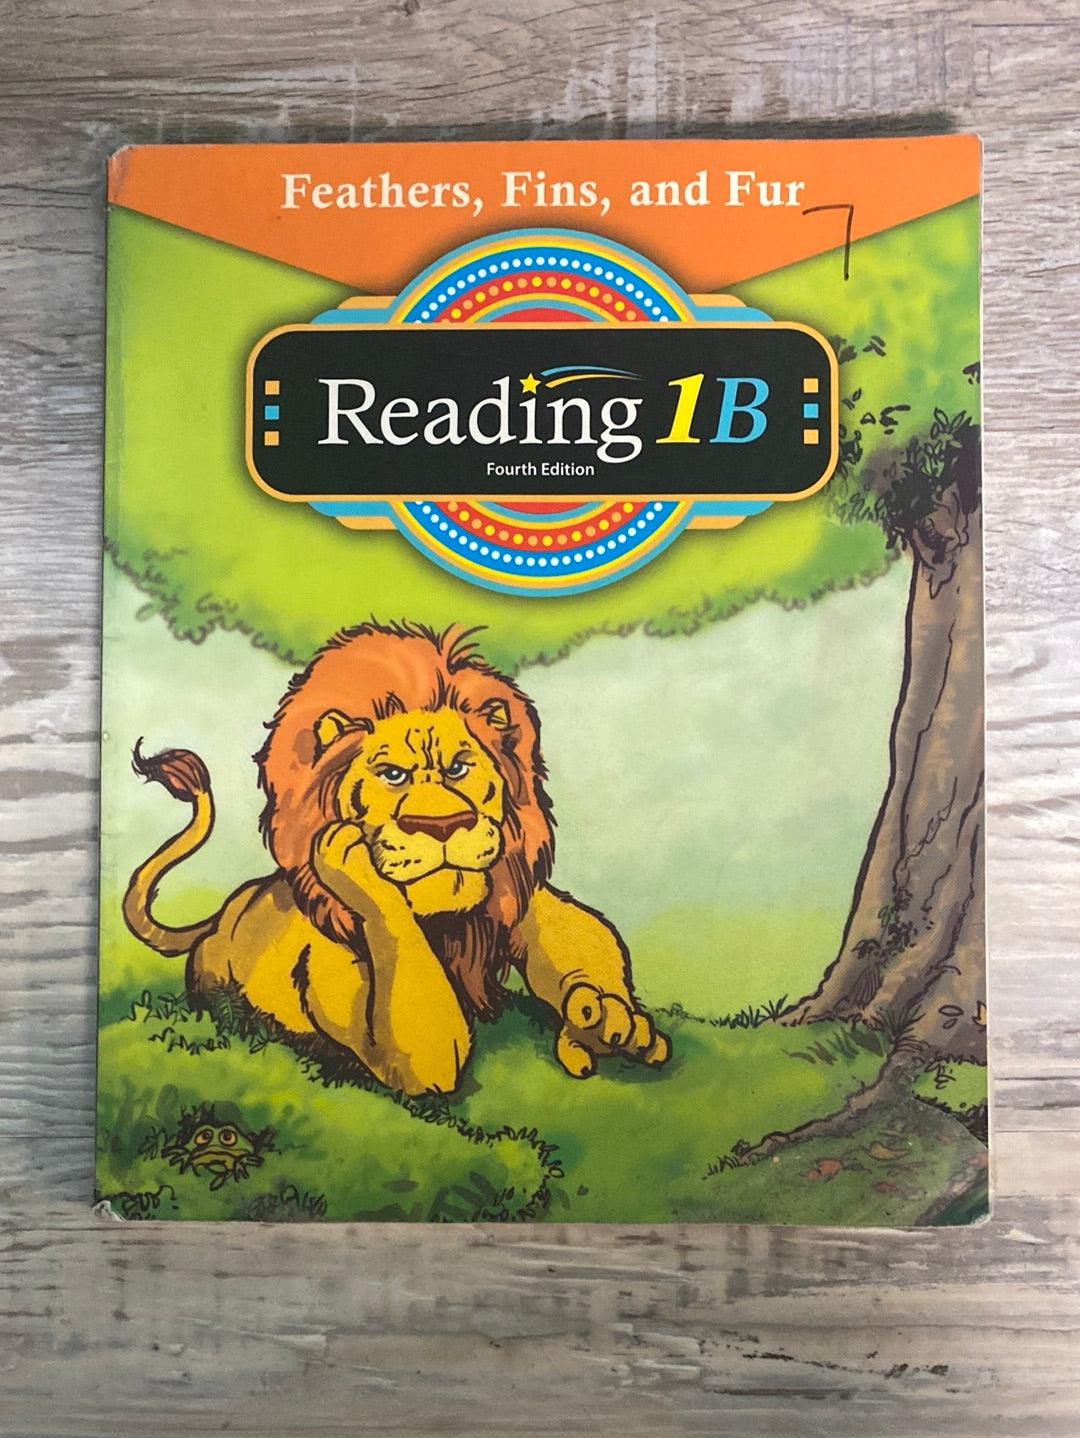 Feathers, Fins, and Fur
7
Reading 1B
Fourth Edition